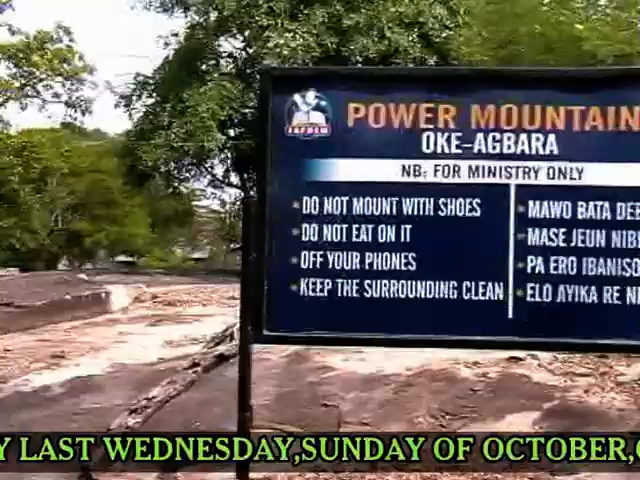 POWER MOUNTAIN
OKE-AGBARA
NB: FOR MINISTRY ONLY
DO NOT MOUNT WITH SHOES
DO NOT EAT ON IT
OFF YOUR PHONES
KEEP THE SURROUNDING CLEAN
MAWO BATA
MASE JEUN
PA ERO
ELO AYIKA RE
LAST WEDNESDAY,SUNDAY OF OCTOBER,